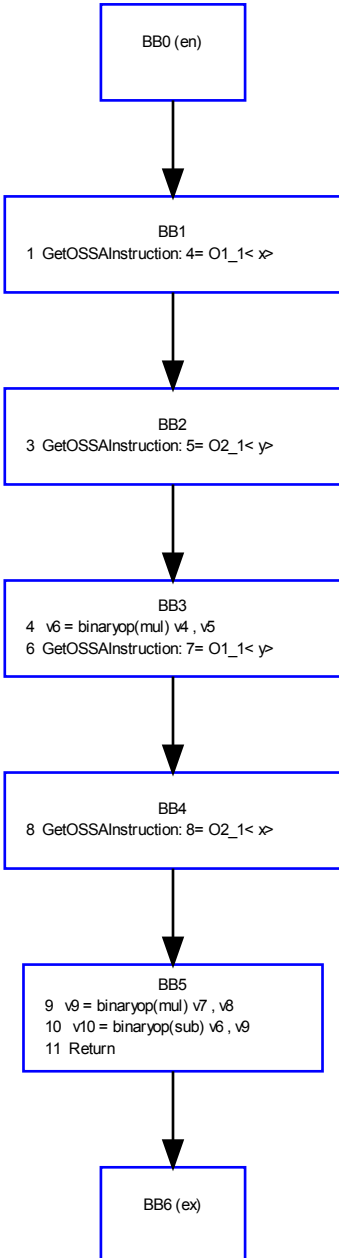 BB0 (en)
BB1
1 GetOSSAInstruction: 4= O1_1< x>
BB2
3 GetOSSAInstruction: 5= O2_1< y>
BB3
4 v6 = binaryop(mul) v4 , v5
6 GetOSSAInstruction: 7= O1_1< y>
BB4
8 GetOSSAInstruction: 8= O2_1< x>
BB5
9 v9 = binaryop(mul) v7 , v8
10 v10 = binaryop(sub) v6 , v9
11 Return
BB6 (ex)